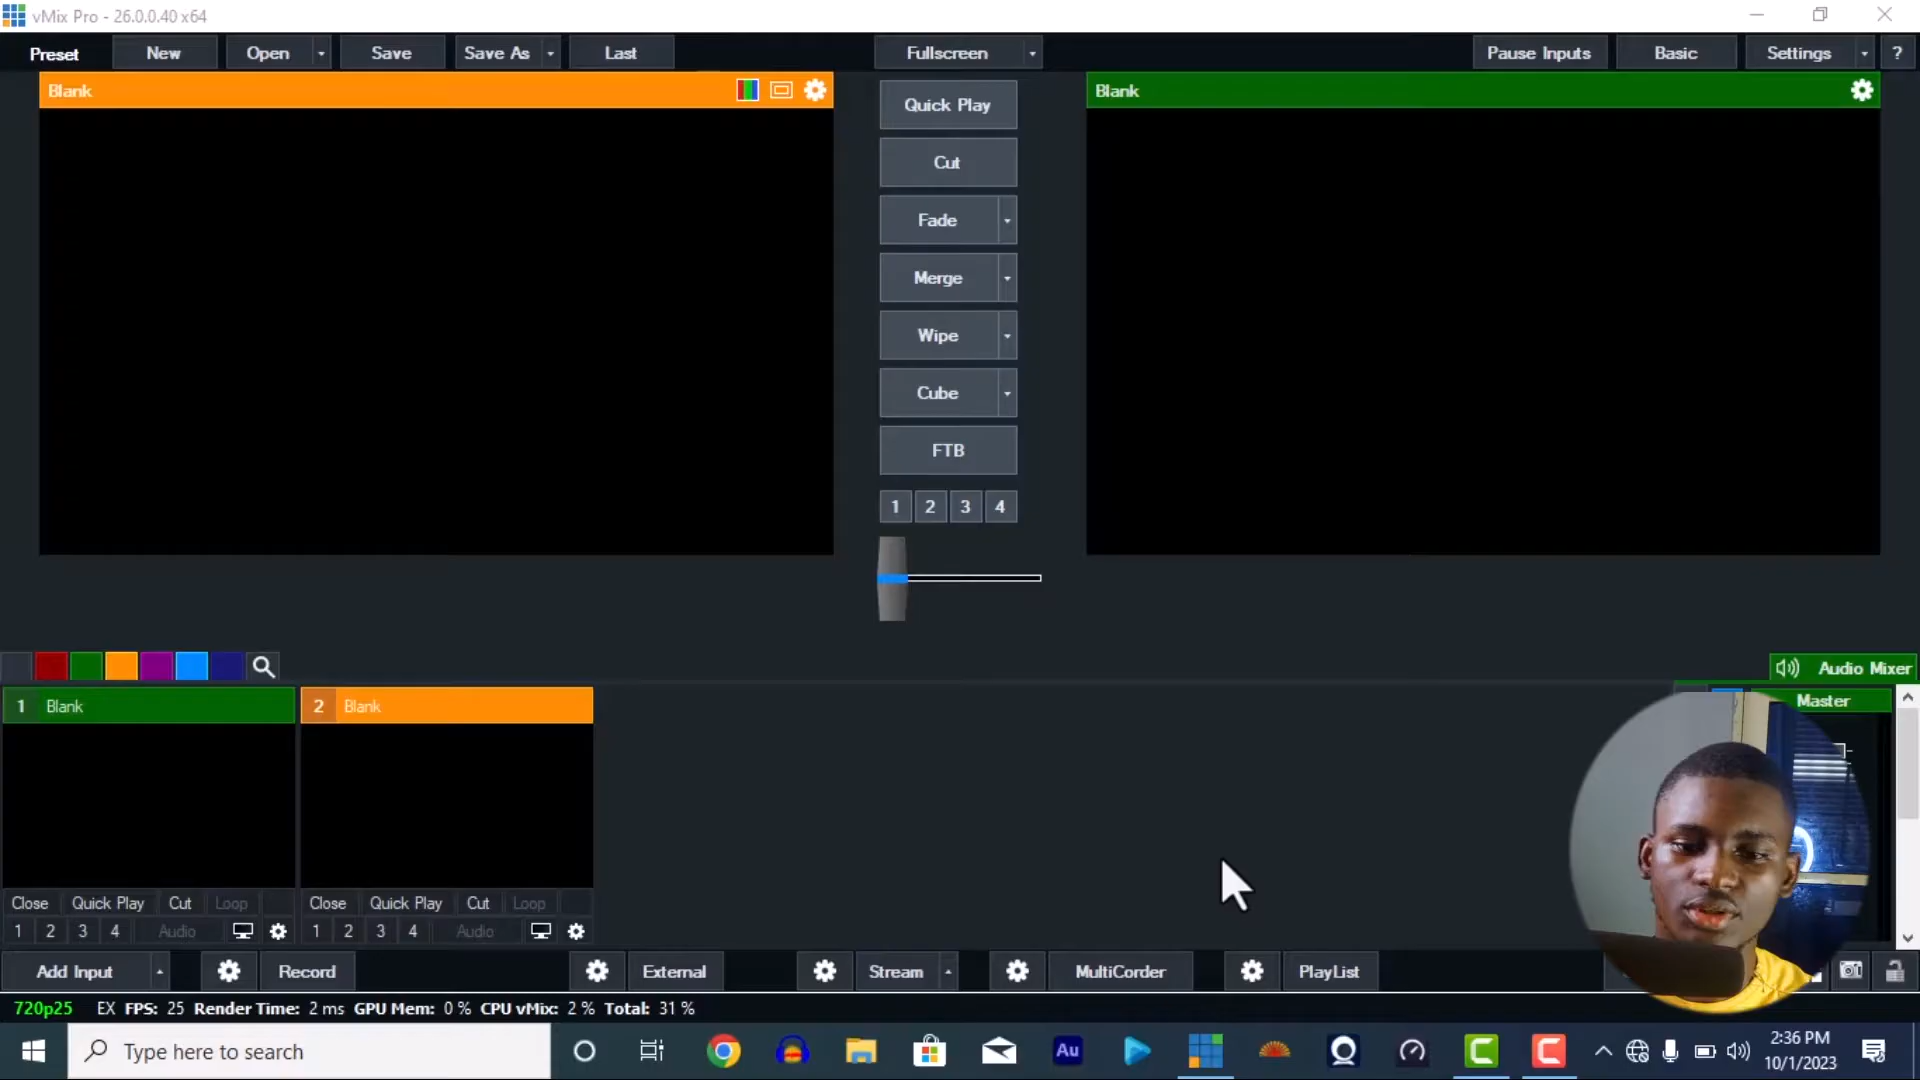 vMix Pro - 26.0.0.40 x64
Preset New Open Save Save As Last Fullscreen Pause Inputs Basic Settings ?
Blank
Blank
Quick Play
Cut
Fade
Merge
Wipe
Cube
FTB
1 2 3 4
Audio Mixer
1 Blank 2 Blank
Master
Close Quick Play Cut Loop Close Quick Play Cut Loop
1 2 3 4 Audio 1 2 3 4 Audio
Add Input Record External Stream MultiCorder PlayList
720p25 EX FPS: 25 Render Time: 2 ms GPU Mem: 0 % CPU vMix: 2 % Total: 31 %
Type here to search
Au
2:36 PM
10/1/2023